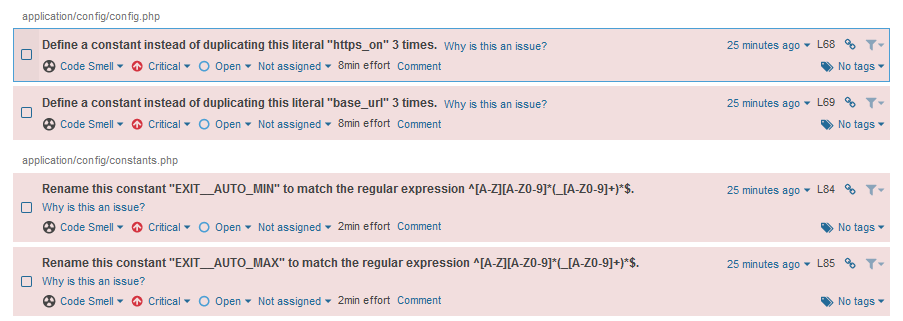 application/config/config.php
Define a constant instead of duplicating this literal "https_on" 3 times. Why is this an issue? 25 minutes ago L68
Code Smell Critical Open Not assigned 8min effort Comment No tags
Define a constant instead of duplicating this literal "base_url" 3 times. Why is this an issue? 25 minutes ago L69
Code Smell Critical Open Not assigned 8min effort Comment No tags
application/config/constants.php
Rename this constant "EXIT__AUTO_MIN" to match the regular expression ^[A-Z][A-Z0-9]*(_[A-Z0-9]+)*$. 25 minutes ago L84
Why is this an issue?
Code Smell Critical Open Not assigned 2min effort Comment No tags
Rename this constant "EXIT__AUTO_MAX" to match the regular expression ^[A-Z][A-Z0-9]*(_[A-Z0-9]+)*$. 25 minutes ago L85
Why is this an issue?
Code Smell Critical Open Not assigned 2min effort Comment No tags